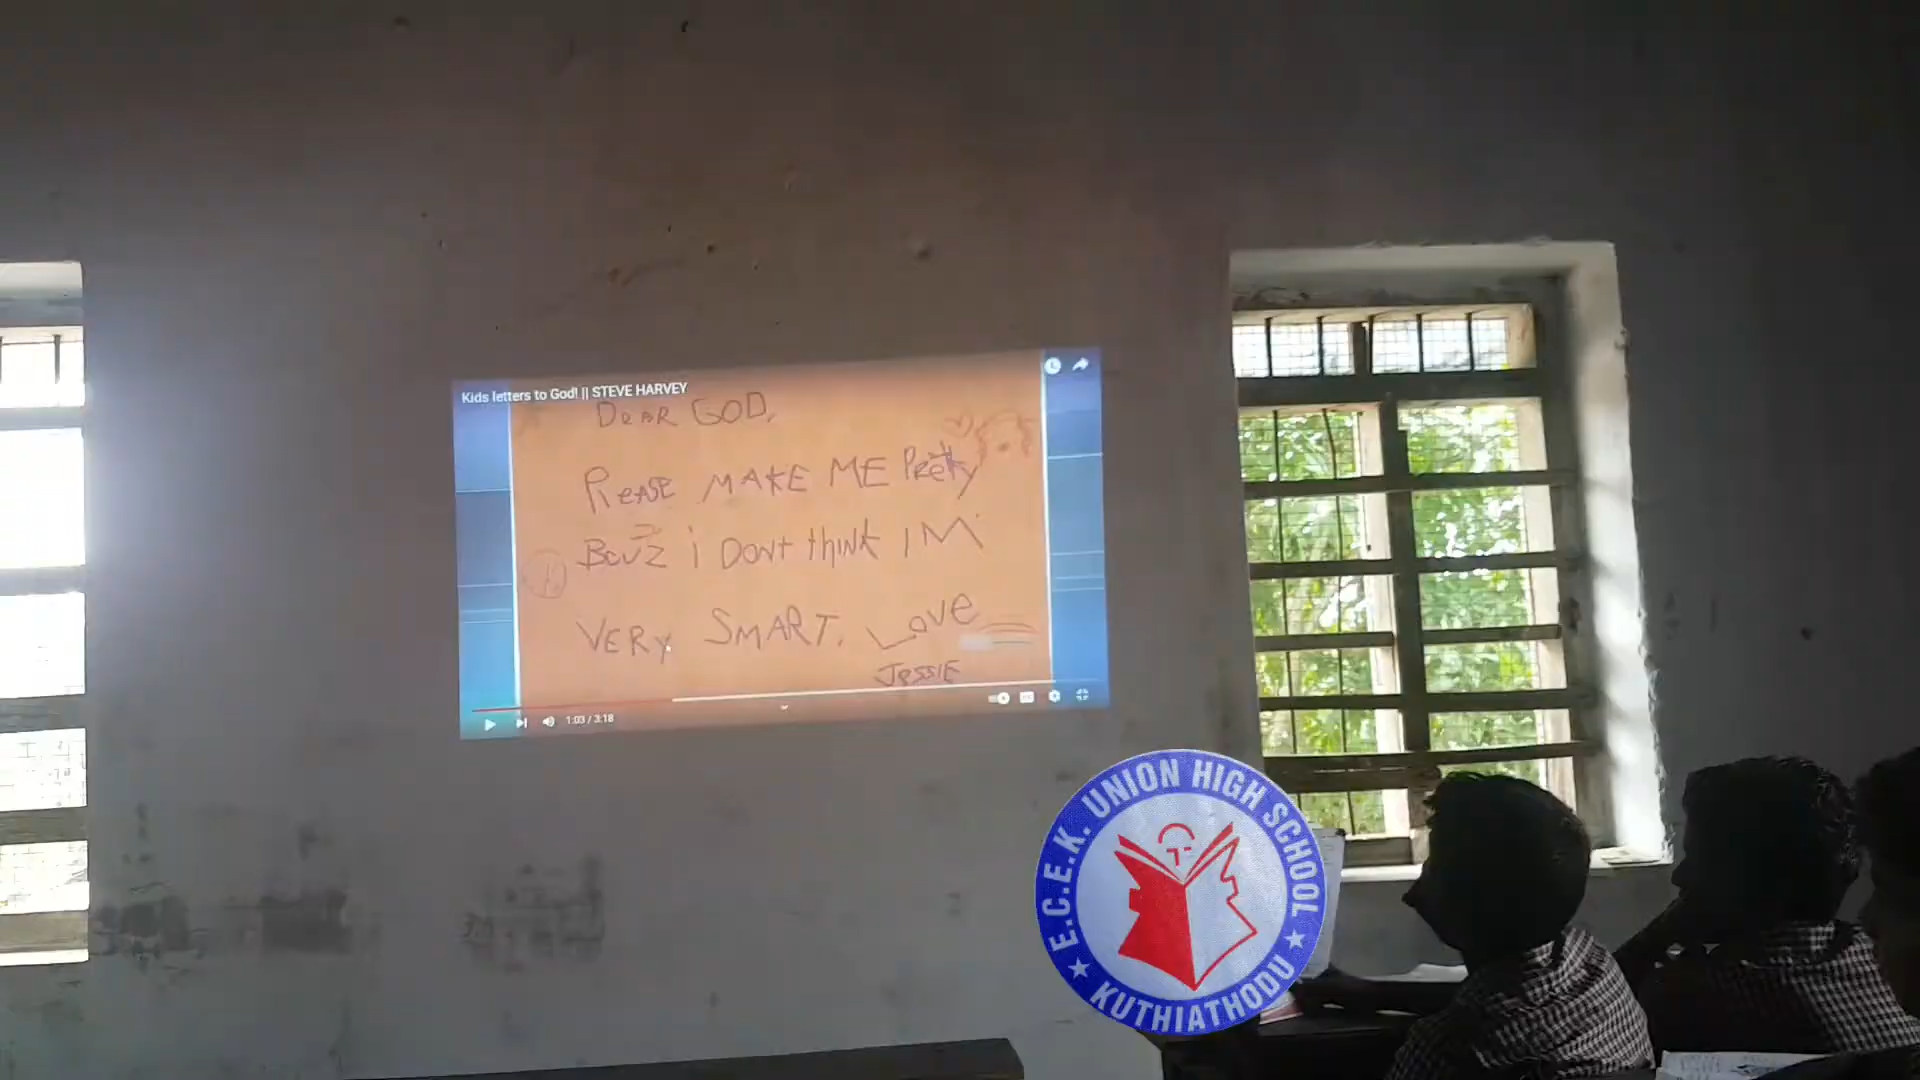 Kids letters to God! || STEVE HARVEY
DeAR GOD,
PleASe MAKE ME PReTTy
BCUZ i DONt thiNK IM
VERY SMART. LOVe
JeSSIE
1:03 / 3:18
E.C.E.K. UNION HIGH SCHOOL
★ KUTHIATHODU ★